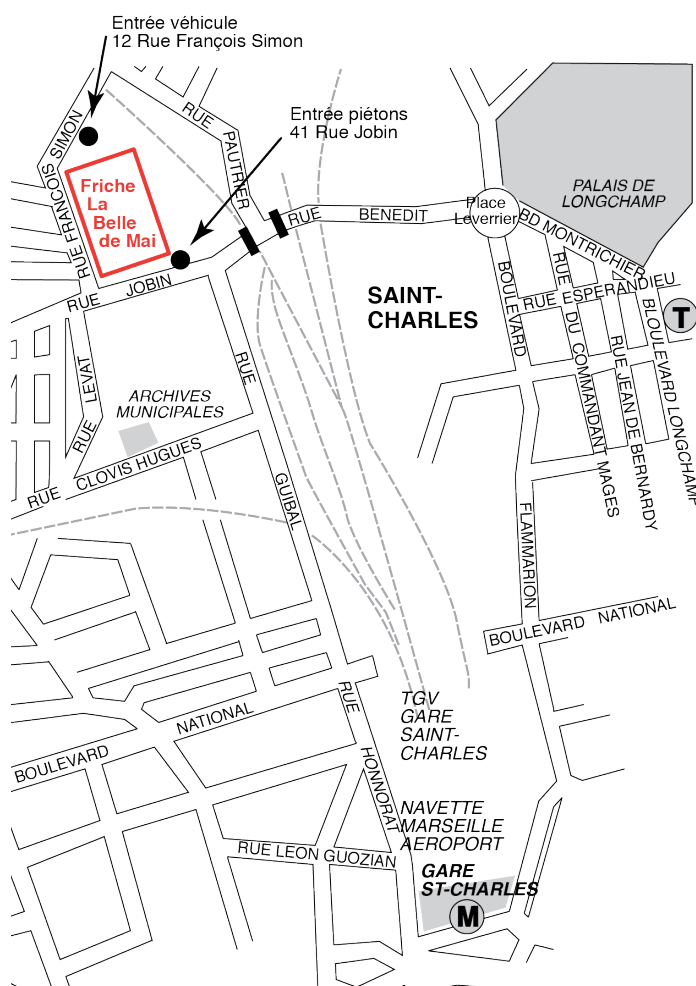 Entrée véhicule
12 Rue François Simon
Entrée piétons
41 Rue Jobin
RUE FRANÇOIS SIMON
RUE PAUTRIER
Friche
La
Belle
de Mai
RUE JOBIN
RUE BENEDIT
Place
Leverrier
PALAIS DE
LONGCHAMP
BD MONTRICHIER
RUE ESPERANDIEU
T
SAINT-
CHARLES
BOULEVARD FLAMMARION
RUE DU COMMANDANT MAGES
RUE JEAN DE BERNARDY
BLOULEVARD LONGCHAMP
RUE LEVAT
ARCHIVES
MUNICIPALES
RUE CLOVIS HUGUES
RUE GUIBAL
BOULEVARD NATIONAL
BOULEVARD NATIONAL
RUE HONNORAT
TGV
GARE
SAINT-
CHARLES
NAVETTE
MARSEILLE
AEROPORT
RUE LEON GUOZIAN
GARE
ST-CHARLES
M